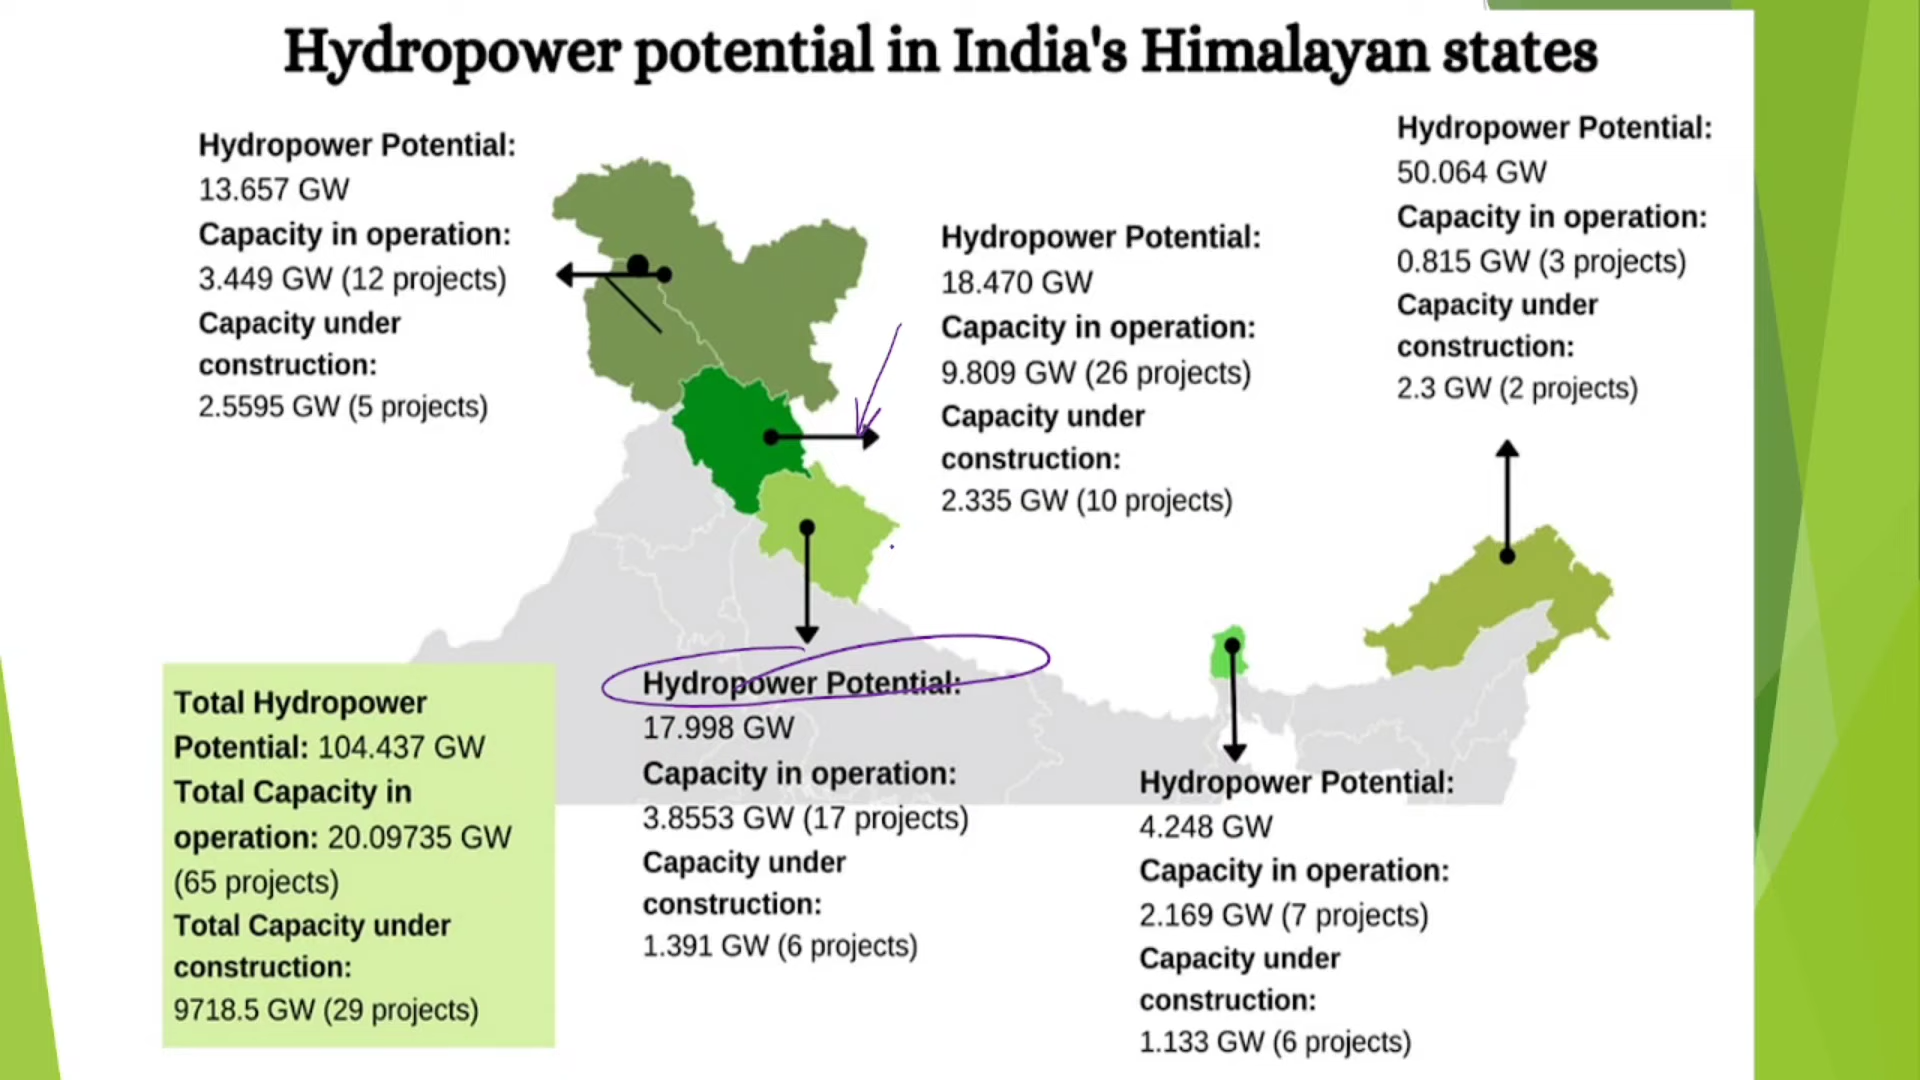 Hydropower potential in India's Himalayan states
Hydropower Potential:
13.657 GW
Capacity in operation:
3.449 GW (12 projects)
Capacity under
construction:
2.5595 GW (5 projects)
Hydropower Potential:
18.470 GW
Capacity in operation:
9.809 GW (26 projects)
Capacity under
construction:
2.335 GW (10 projects)
Hydropower Potential:
50.064 GW
Capacity in operation:
0.815 GW (3 projects)
Capacity under
construction:
2.3 GW (2 projects)
Total Hydropower
Potential: 104.437 GW
Total Capacity in
operation: 20.09735 GW
(65 projects)
Total Capacity under
construction:
9718.5 GW (29 projects)
Hydropower Potential:
17.998 GW
Capacity in operation:
3.8553 GW (17 projects)
Capacity under
construction:
1.391 GW (6 projects)
Hydropower Potential:
4.248 GW
Capacity in operation:
2.169 GW (7 projects)
Capacity under
construction:
1.133 GW (6 projects)